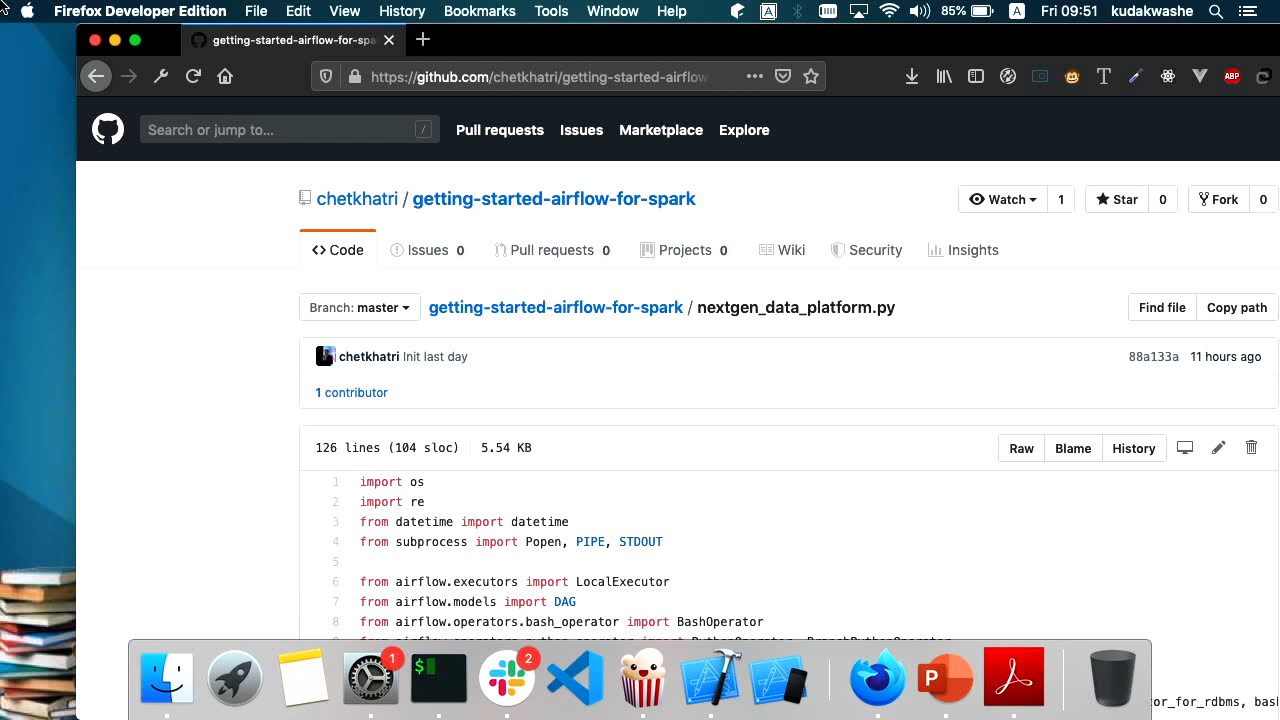 Firefox Developer Edition File Edit View History Bookmarks Tools Window Help A 85% A Fri 09:51 kudakwashe
getting-started-airflow-for-spa
https://github.com/chetkhatri/getting-started-airflow
ABP
Search or jump to... /
Pull requests Issues Marketplace Explore
chetkhatri / getting-started-airflow-for-spark
Watch 1 Star 0 Fork 0
Code Issues 0 Pull requests 0 Projects 0 Wiki Security Insights
Branch: master getting-started-airflow-for-spark / nextgen_data_platform.py Find file Copy path
chetkhatri Init last day 88a133a 11 hours ago
1 contributor
126 lines (104 sloc) 5.54 KB Raw Blame History
1 import os
2 import re
3 from datetime import datetime
4 from subprocess import Popen, PIPE, STDOUT
5
6 from airflow.executors import LocalExecutor
7 from airflow.models import DAG
8 from airflow.operators.bash_operator import BashOperator
1 $ 2 P
or_for_rdbms, bas